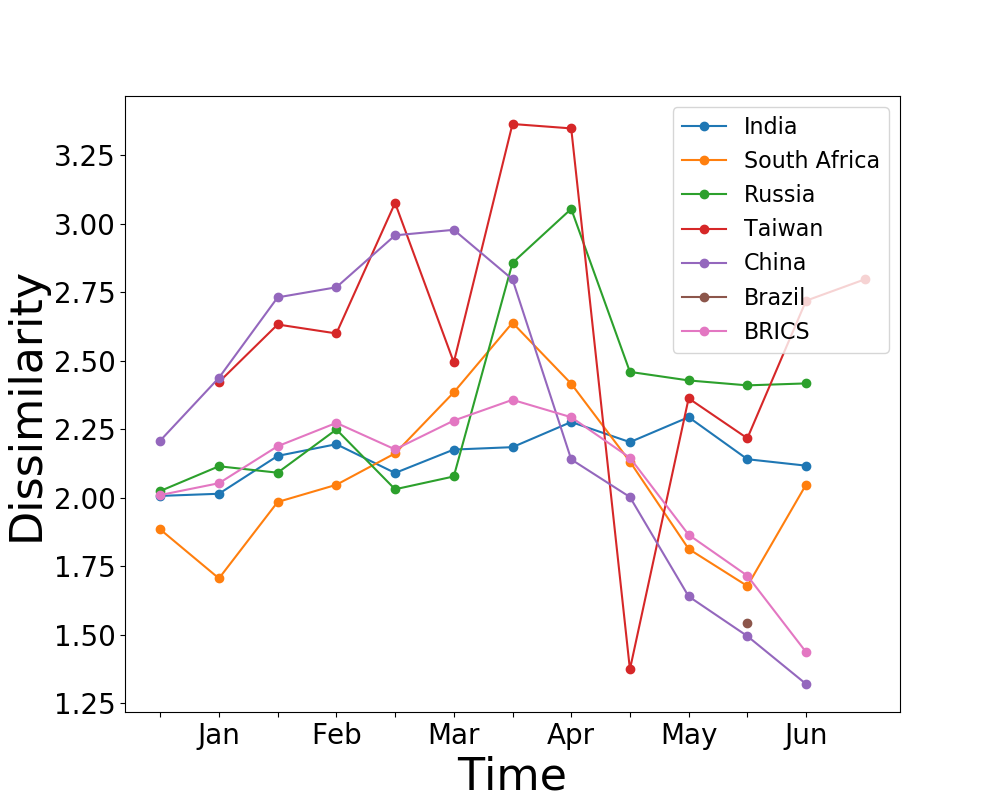 3.25
3.00
2.75
2.50
2.25
2.00
1.75
1.50
1.25
Dissimilarity
India
South Africa
Russia
Taiwan
China
Brazil
BRICS
Jan Feb Mar Apr May Jun
Time